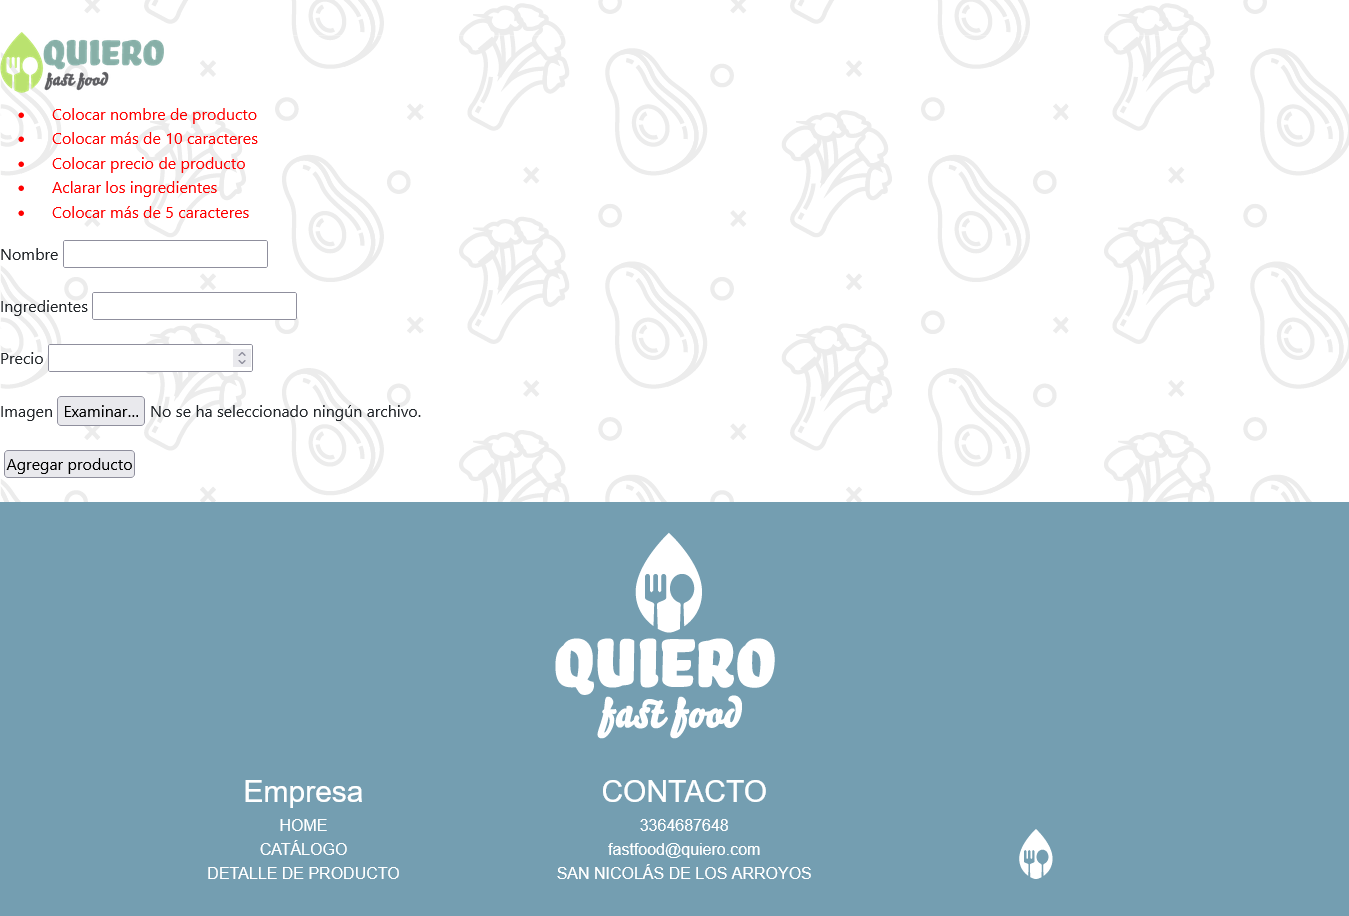 QUIERO
fast food
Colocar nombre de producto
Colocar más de 10 caracteres
Colocar precio de producto
Aclarar los ingredientes
Colocar más de 5 caracteres
Nombre
Ingredientes
Precio
Imagen Examinar... No se ha seleccionado ningún archivo.
Agregar producto
QUIERO
fast food
Empresa
HOME
CATÁLOGO
DETALLE DE PRODUCTO
CONTACTO
3364687648
fastfood@quiero.com
SAN NICOLÁS DE LOS ARROYOS